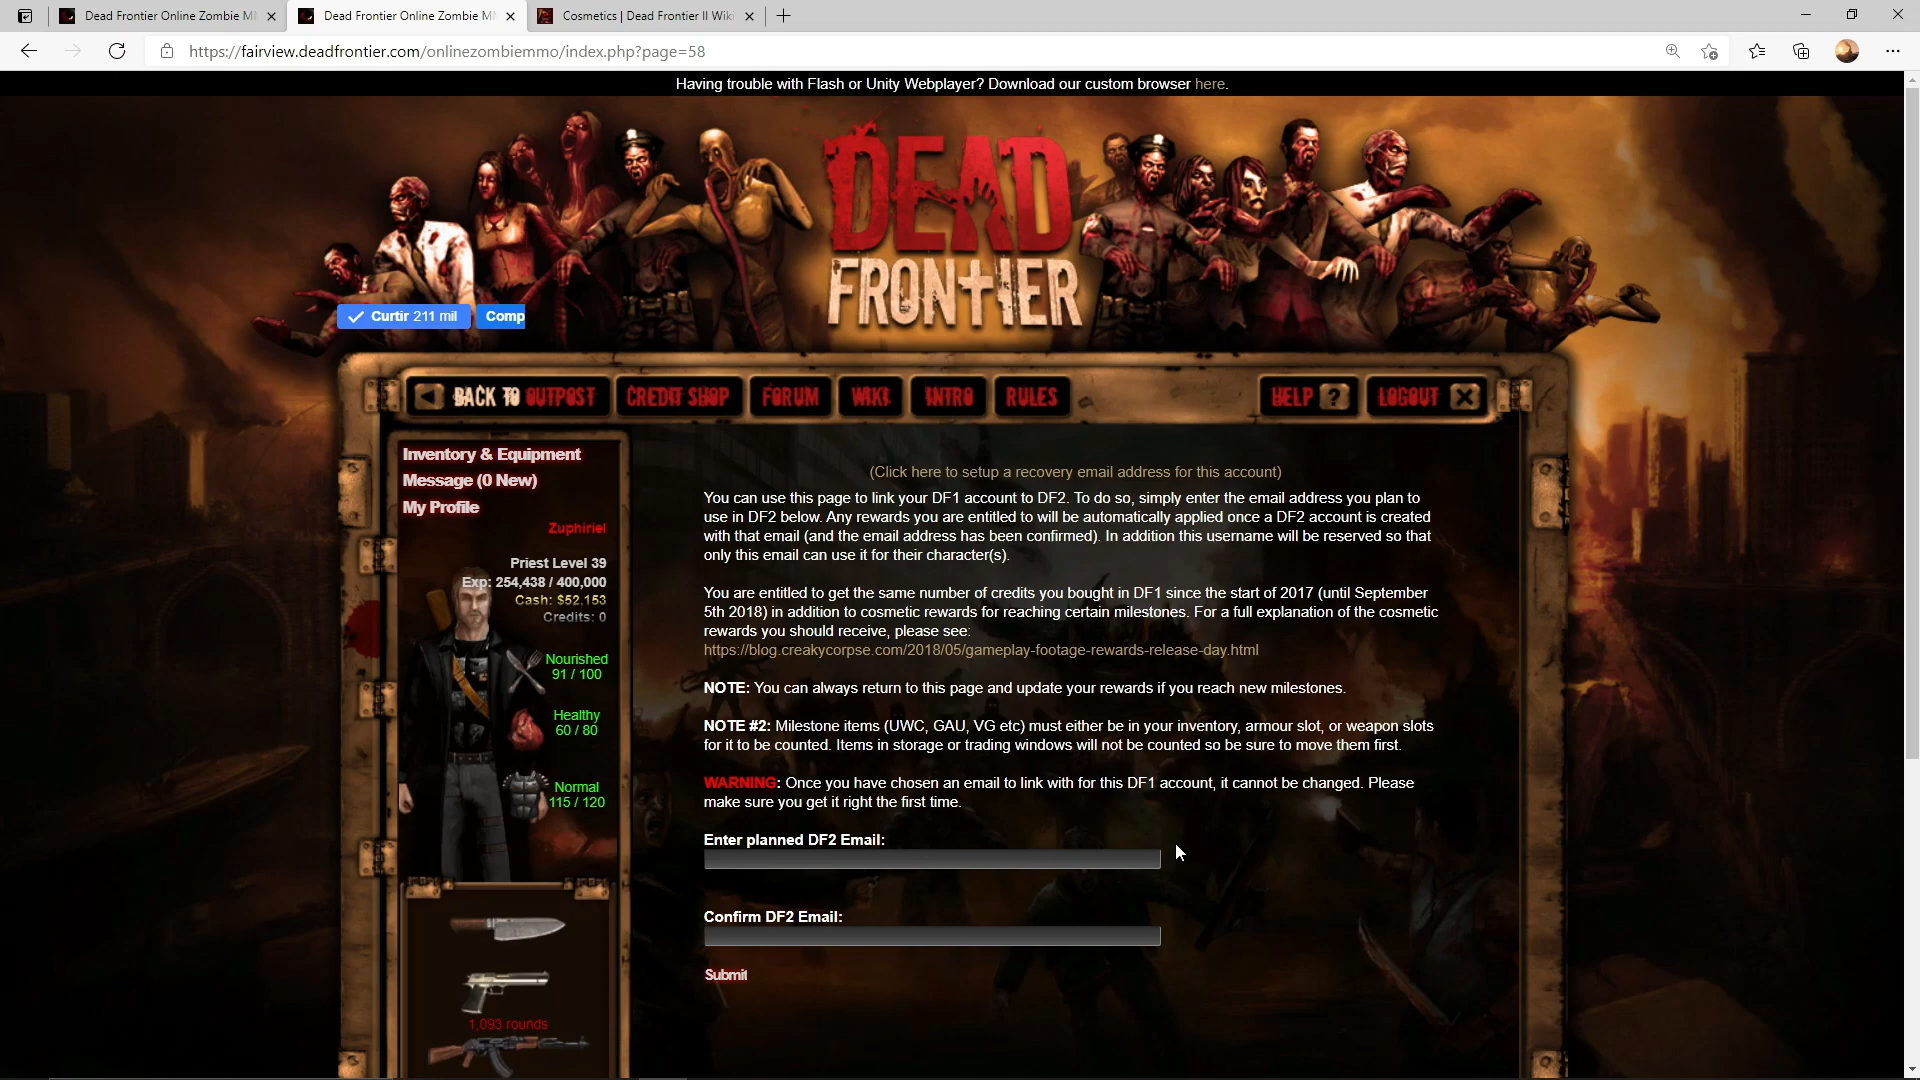 Dead Frontier Online Zombie M
Dead Frontier Online Zombie M
Cosmetics | Dead Frontier II Wiki
https://fairview.deadfrontier.com/onlinezombiemmo/index.php?page=58
Having trouble with Flash or Unity Webplayer? Download our custom browser here.
DEAD
FRONTIER
Curtir 211 mil
Comp
BACK TO OUTPOST
CREDIT SHOP
FORUM
WIKI
INTRO
RULES
HELP ?
LOGOUT X
Inventory & Equipment
Message (0 New)
My Profile
Zuphiriel
Priest Level 39
Exp: 254,438 / 400,000
Cash: $52,153
Credits: 0
Nourished
91 / 100
Healthy
60 / 80
Normal
115 / 120
1,093 rounds
(Click here to setup a recovery email address for this account)
You can use this page to link your DF1 account to DF2. To do so, simply enter the email address you plan to
use in DF2 below. Any rewards you are entitled to will be automatically applied once a DF2 account is created
with that email (and the email address has been confirmed). In addition this username will be reserved so that
only this email can use it for their character(s).
You are entitled to get the same number of credits you bought in DF1 since the start of 2017 (until September
5th 2018) in addition to cosmetic rewards for reaching certain milestones. For a full explanation of the cosmetic
rewards you should receive, please see:
https://blog.creakycorpse.com/2018/05/gameplay-footage-rewards-release-day.html
NOTE: You can always return to this page and update your rewards if you reach new milestones.
NOTE #2: Milestone items (UWC, GAU, VG etc) must either be in your inventory, armour slot, or weapon slots
for it to be counted. Items in storage or trading windows will not be counted so be sure to move them first.
WARNING: Once you have chosen an email to link with for this DF1 account, it cannot be changed. Please
make sure you get it right the first time.
Enter planned DF2 Email:
Confirm DF2 Email:
Submit